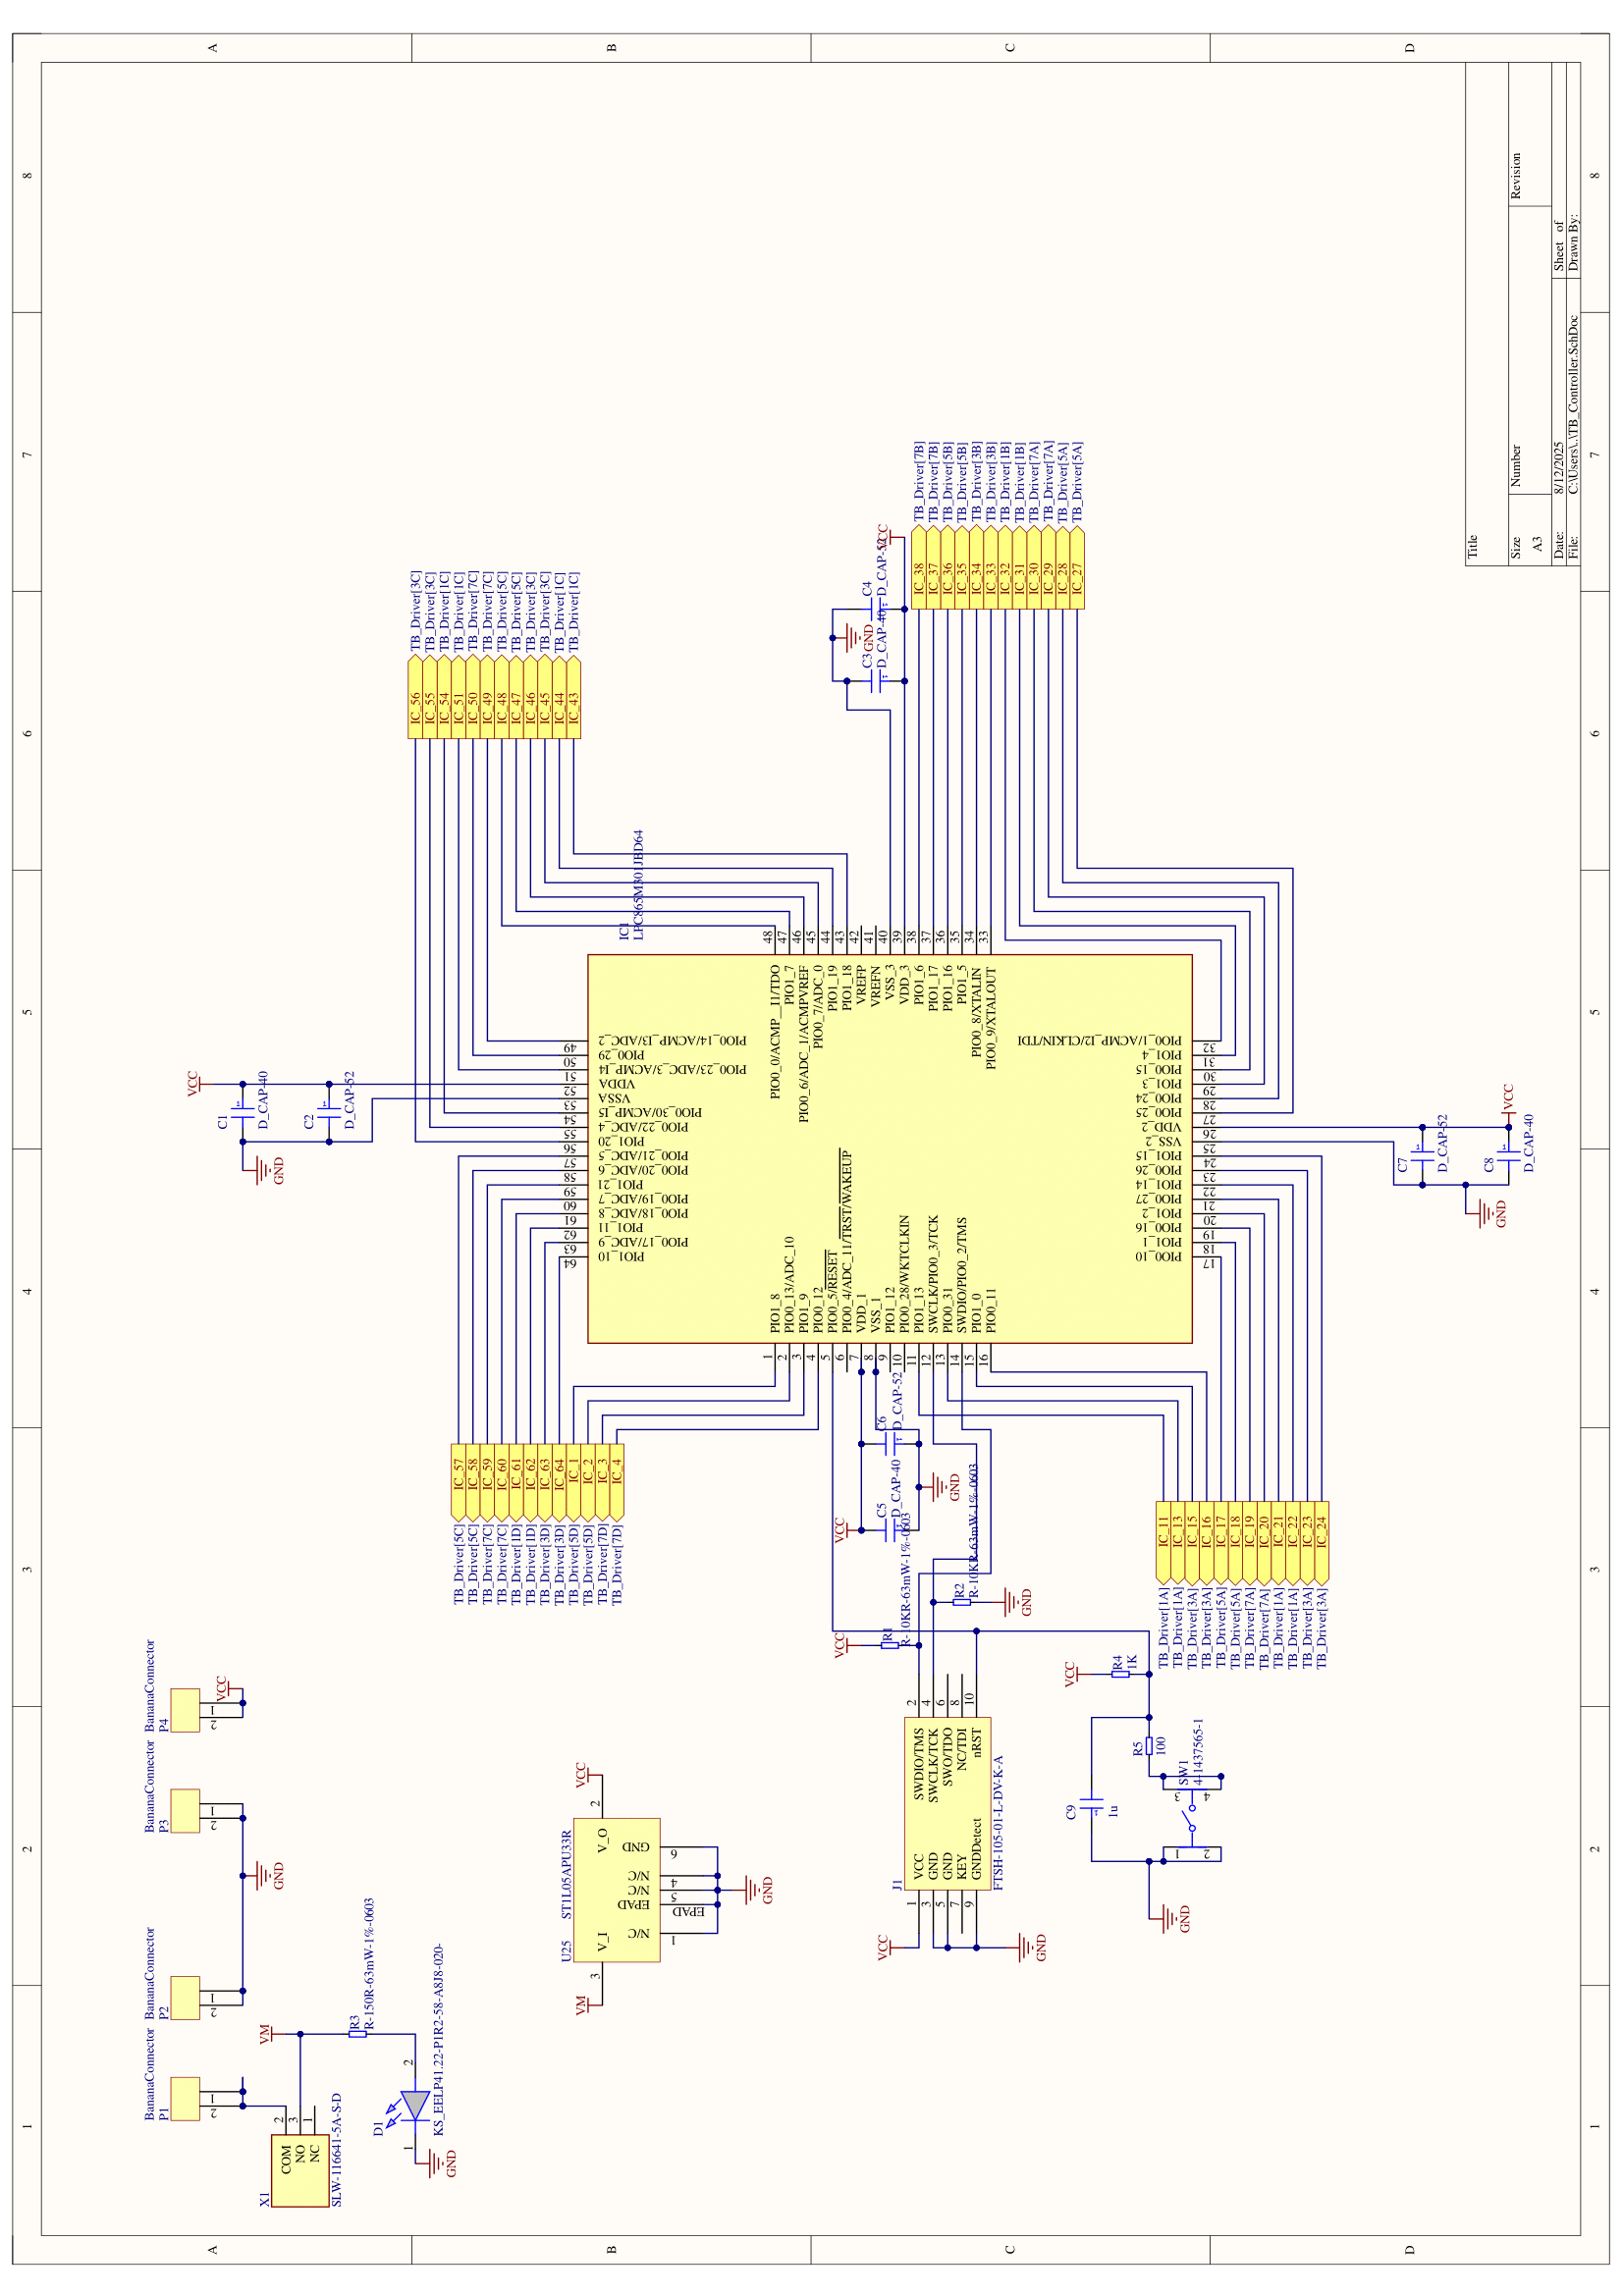 A
B
C
D
1
2
3
4
5
6
7
8
BananaConnector
P1
1
2
BananaConnector
P2
1
2
BananaConnector
P3
1
2
BananaConnector
P4
1
2
VCC
GND
X1
COM
NO
NC
2
3
1
SLW-116641-5A-S-D
VM
R3
R-150R-63mW-1%-0603
D1
2
1
KS_EELP41.22-P1R2-58-A8J8-020-
GND
U25
ST1L05APU33R
V_I
V_O
N/C
EPAD
N/C
N/C
GND
3
2
1
5
4
6
EPAD
VM
VCC
GND
J1
VCC
GND
GND
KEY
GNDDetect
SWDIO/TMS
SWCLK/TCK
SWO/TDO
NC/TDI
nRST
1
3
5
7
9
2
4
6
8
10
FTSH-105-01-L-DV-K-A
VCC
GND
VCC
R1
R-10KR-63mW-1%-0603
R2
R-10KR-63mW-1%-0603
GND
VCC
R4
1K
R5
100
C9
1u
SW1
4-1437565-1
1
2
3
4
GND
VCC
C5
D_CAP-40
C6
D_CAP-52
GND
VCC
C1
D_CAP-40
C2
D_CAP-52
GND
C3
D_CAP-40
C4
D_CAP-52
VCC
GND
C7
D_CAP-52
C8
D_CAP-40
VCC
GND
IC1
LPC865M301JBD64
1 PIO1_8
2 PIO0_13/ADC_10
3 PIO1_9
4 PIO0_12
5 PIO0_5/RESET
6 PIO0_4/ADC_11/TRST/WAKEUP
7 VDD_1
8 VSS_1
9 PIO1_12
10 PIO0_28/WKTCLKIN
11 PIO1_13
12 SWCLK/PIO0_3/TCK
13 PIO0_31
14 SWDIO/PIO0_2/TMS
15 PIO1_0
16 PIO0_11
17 PIO0_10
18 PIO1_1
19 PIO0_16
20 PIO1_2
21 PIO0_27
22 PIO1_14
23 PIO0_26
24 PIO1_15
25 VSS_2
26 VDD_2
27 PIO0_25
28 PIO0_24
29 PIO1_3
30 PIO0_15
31 PIO1_4
32 PIO0_1/ACMP_I2/CLKIN/TDI
33 PIO0_9/XTALOUT
34 PIO0_8/XTALIN
35 PIO1_5
36 PIO1_16
37 PIO1_17
38 PIO1_6
39 VDD_3
40 VSS_3
41 VREFN
42 VREFP
43 PIO1_18
44 PIO1_19
45 PIO0_7/ADC_0
46 PIO0_6/ADC_1/ACMPVREF
47 PIO1_7
48 PIO0_0/ACMP__I1/TDO
49 PIO0_14/ACMP_I3/ADC_2
50 PIO0_29
51 PIO0_23/ADC_3/ACMP_I4
52 VDDA
53 VSSA
54 PIO0_30/ACMP_I5
55 PIO0_22/ADC_4
56 PIO1_20
57 PIO0_21/ADC_5
58 PIO0_20/ADC_6
59 PIO1_21
60 PIO0_19/ADC_7
61 PIO0_18/ADC_8
62 PIO1_11
63 PIO0_17/ADC_9
64 PIO1_10
TB_Driver[5C] IC_57
TB_Driver[5C] IC_58
TB_Driver[7C] IC_59
TB_Driver[7C] IC_60
TB_Driver[1D] IC_61
TB_Driver[1D] IC_62
TB_Driver[3D] IC_63
TB_Driver[3D] IC_64
TB_Driver[5D] IC_1
TB_Driver[5D] IC_2
TB_Driver[7D] IC_3
TB_Driver[7D] IC_4
IC_56 TB_Driver[3C]
IC_55 TB_Driver[3C]
IC_54 TB_Driver[1C]
IC_51 TB_Driver[1C]
IC_50 TB_Driver[7C]
IC_49 TB_Driver[7C]
IC_48 TB_Driver[5C]
IC_47 TB_Driver[5C]
IC_46 TB_Driver[3C]
IC_45 TB_Driver[3C]
IC_44 TB_Driver[1C]
IC_43 TB_Driver[1C]
IC_38 TB_Driver[7B]
IC_37 TB_Driver[7B]
IC_36 TB_Driver[5B]
IC_35 TB_Driver[5B]
IC_34 TB_Driver[3B]
IC_33 TB_Driver[3B]
IC_32 TB_Driver[1B]
IC_31 TB_Driver[1B]
IC_30 TB_Driver[7A]
IC_29 TB_Driver[7A]
IC_28 TB_Driver[5A]
IC_27 TB_Driver[5A]
TB_Driver[1A] IC_11
TB_Driver[1A] IC_13
TB_Driver[3A] IC_15
TB_Driver[3A] IC_16
TB_Driver[5A] IC_17
TB_Driver[5A] IC_18
TB_Driver[7A] IC_19
TB_Driver[7A] IC_20
TB_Driver[1A] IC_21
TB_Driver[1A] IC_22
TB_Driver[3A] IC_23
TB_Driver[3A] IC_24
Title
Size
A3
Number
Revision
Date: 8/12/2025
Sheet of
File: C:\Users\..\TB_Controller.SchDoc
Drawn By:
A
B
C
D
1
2
3
4
5
6
7
8